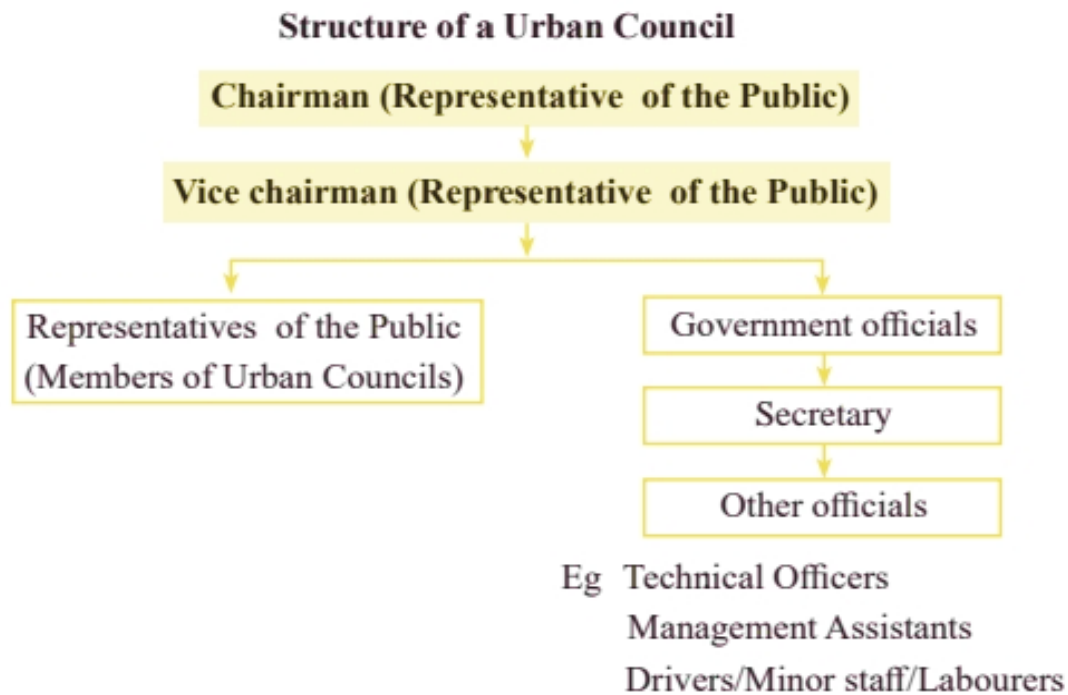 Structure of a Urban Council
Chairman (Representative of the Public)
Vice chairman (Representative of the Public)
Representatives of the Public
(Members of Urban Councils)
Government officials
Secretary
Other officials
Eg Technical Officers
Management Assistants
Drivers/Minor staff/Labourers